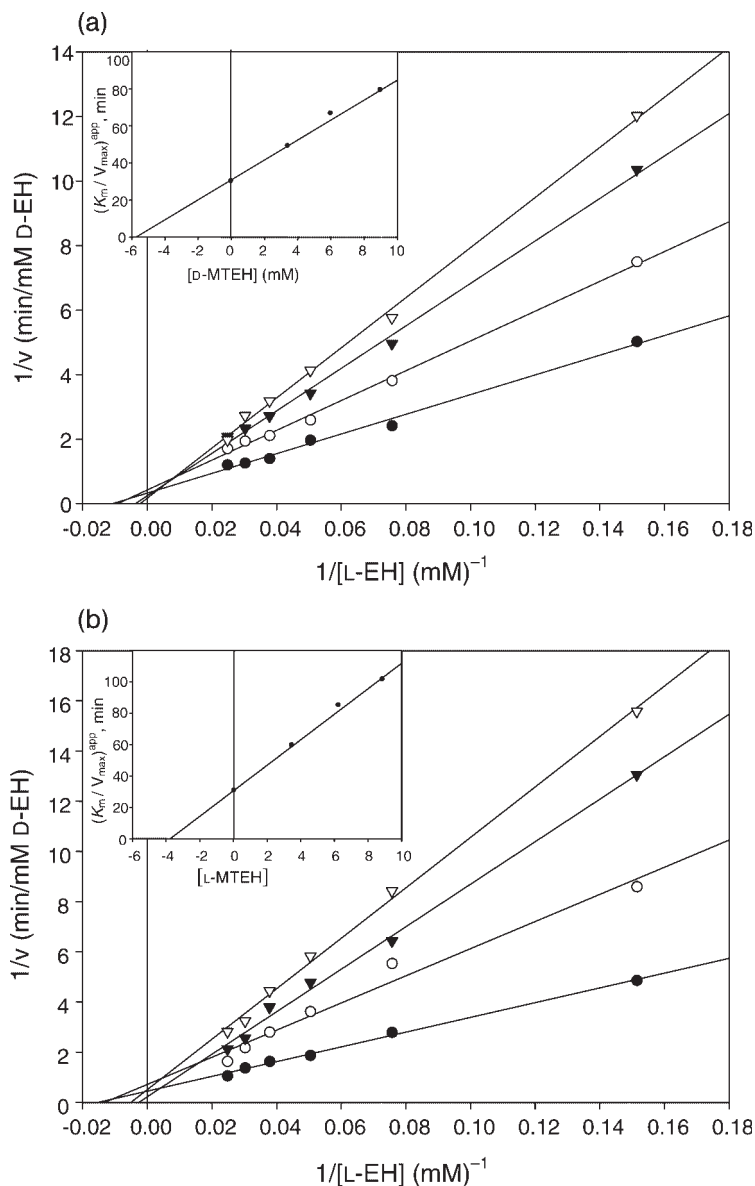 (a)
14
12
10
8
6
4
2
0
1/v (min/mM D-EH)
-0.02 0.00 0.02 0.04 0.06 0.08 0.10 0.12 0.14 0.16 0.18
1/[L-EH] (mM)⁻¹
100
80
60
40
20
0
(Km / Vmax)^app, min
-6 -4 -2 0 2 4 6 8 10
[D-MTEH] (mM)
(b)
18
16
14
12
10
8
6
4
2
0
1/v (min/mM D-EH)
-0.02 0.00 0.02 0.04 0.06 0.08 0.10 0.12 0.14 0.16 0.18
1/[L-EH] (mM)⁻¹
100
80
60
40
20
0
(Km / Vmax)^app, min
-6 -4 -2 0 2 4 6 8 10
[L-MTEH]